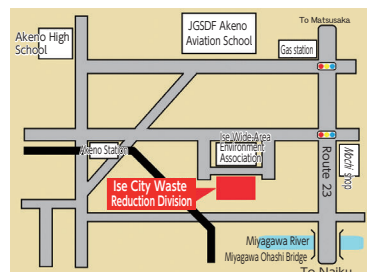 To Matsusaka
Akeno High
School
JGSDF Akeno
Aviation School
Gas station
Akeno Station
Ise Wide-Area
Environment
Association
Route 23
Mochi shop
Ise City Waste
Reduction Division
Miyagawa River
Miyagawa Ohashi Bridge
To Naiku